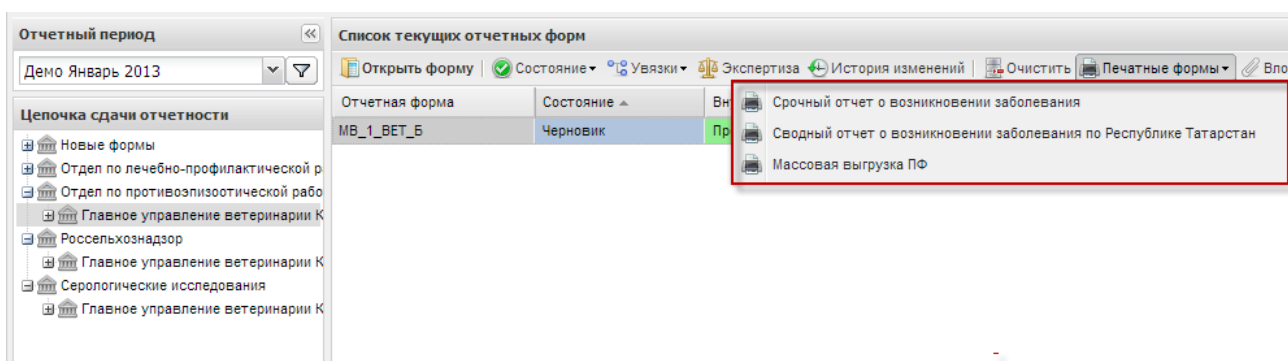 Отчетный период
Демо Январь 2013
Цепочка сдачи отчетности
Новые формы
Отдел по лечебно-профилактической р
Отдел по противоэпизоотической рабо
Главное управление ветеринарии К
Россельхознадзор
Главное управление ветеринарии К
Серологические исследования
Главное управление ветеринарии К
Список текущих отчетных форм
Открыть форму Состояние Увязки Экспертиза История изменений Очистить Печатные формы Вло
Отчетная форма Состояние Вн
МВ_1_ВЕТ_Б Черновик Пр
Срочный отчет о возникновении заболевания
Сводный отчет о возникновении заболевания по Республике Татарстан
Массовая выгрузка ПФ